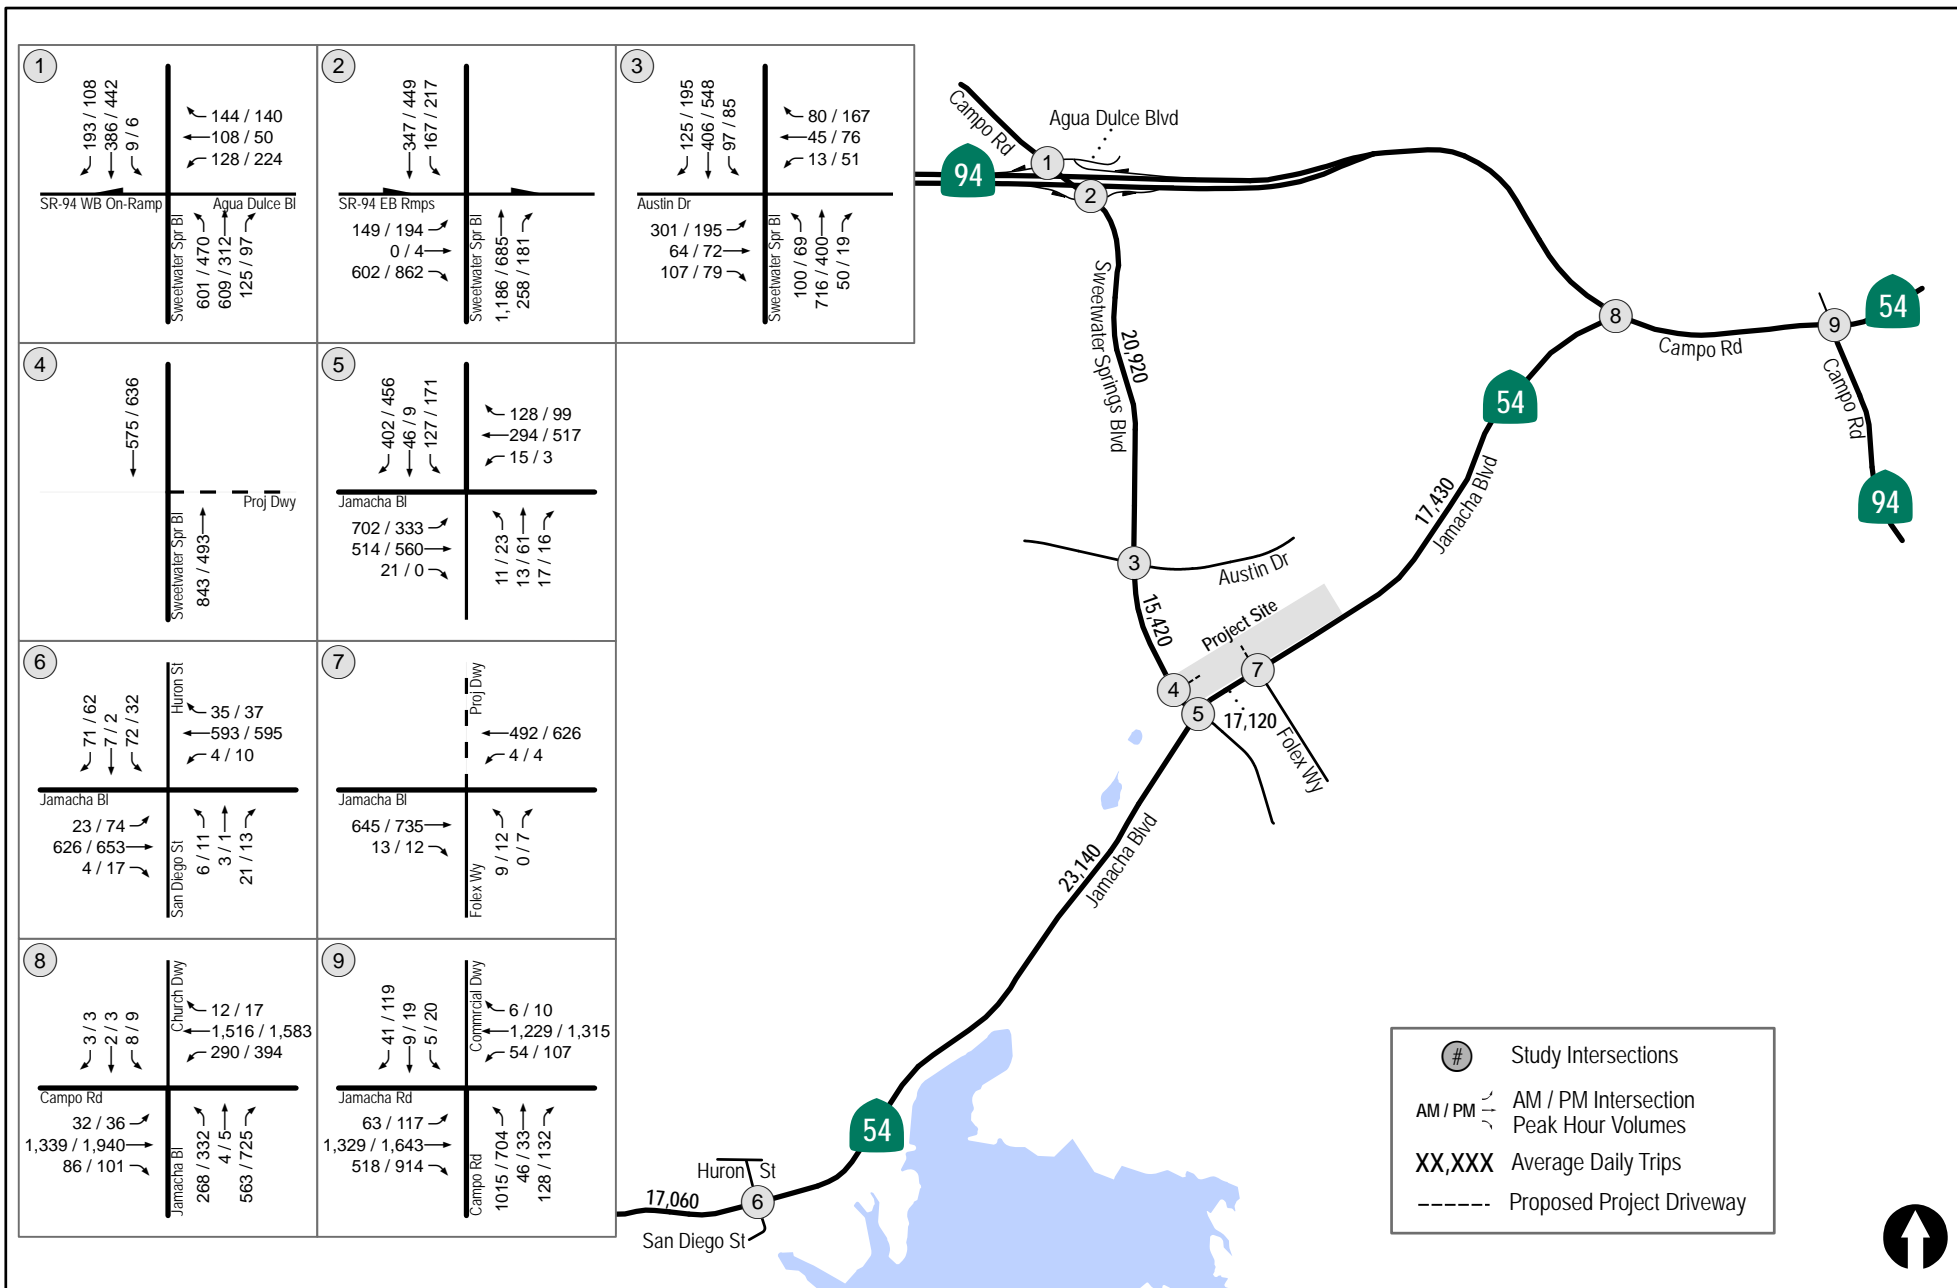 1
193 / 108
386 / 442
9 / 6
144 / 140
108 / 50
128 / 224
SR-94 WB On-Ramp
Agua Dulce Bl
Sweetwater Spr Bl
601 / 470
609 / 312
125 / 97
2
347 / 449
167 / 217
SR-94 EB Rmps
149 / 194
0 / 4
602 / 862
Sweetwater Spr Bl
1,186 / 685
258 / 181
3
125 / 195
406 / 548
97 / 85
80 / 167
45 / 76
13 / 51
Austin Dr
301 / 195
64 / 72
107 / 79
Sweetwater Spr Bl
100 / 69
716 / 400
50 / 19
4
575 / 636
Proj Dwy
Sweetwater Spr Bl
843 / 493
5
402 / 456
46 / 9
127 / 171
128 / 99
294 / 517
15 / 3
Jamacha Bl
702 / 333
514 / 560
21 / 0
11 / 23
13 / 61
17 / 16
6
71 / 62
7 / 2
72 / 32
Huron St
35 / 37
593 / 595
4 / 10
Jamacha Bl
23 / 74
626 / 653
4 / 17
San Diego St
6 / 11
3 / 1
21 / 13
7
Proj Dwy
492 / 626
4 / 4
Jamacha Bl
645 / 735
13 / 12
Folex Wy
9 / 12
0 / 7
8
3 / 3
2 / 3
8 / 9
Church Dwy
12 / 17
1,516 / 1,583
290 / 394
Campo Rd
32 / 36
1,339 / 1,940
86 / 101
Jamacha Bl
268 / 332
4 / 5
563 / 725
9
41 / 119
9 / 19
5 / 20
Commrcial Dwy
6 / 10
1,229 / 1,315
54 / 107
Jamacha Rd
63 / 117
1,329 / 1,643
518 / 914
Campo Rd
1015 / 704
46 / 33
128 / 132
Campo Rd
Agua Dulce Blvd
94
1
2
Sweetwater Springs Blvd
20,920
8
Campo Rd
9
54
Campo Rd
94
54
17,430
Jamacha Blvd
3
Austin Dr
15,420
Project Site
4
7
5
17,120
Folex Wy
23,140
Jamacha Blvd
54
Huron St
17,060
6
San Diego St
# Study Intersections
AM / PM
AM / PM Intersection
Peak Hour Volumes
XX,XXX Average Daily Trips
Proposed Project Driveway